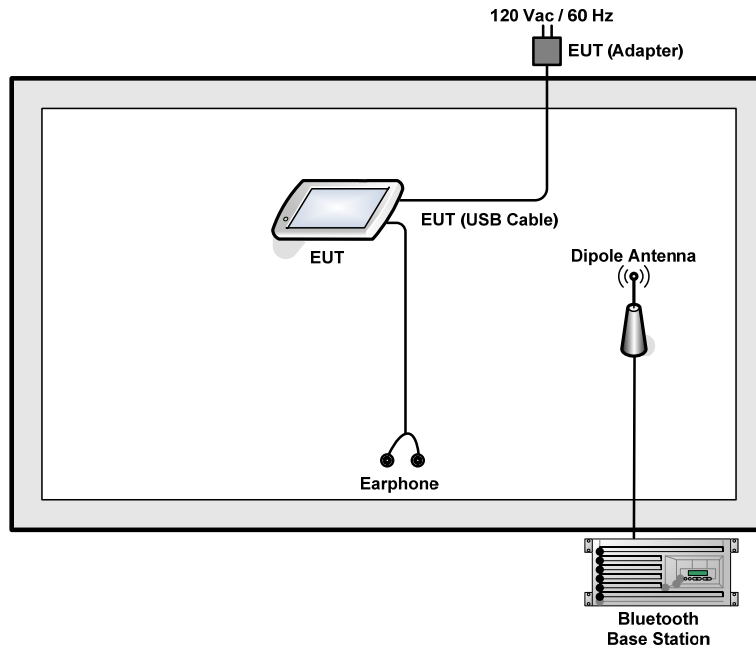 120 Vac / 60 Hz
EUT (Adapter)
EUT (USB Cable)
EUT
Dipole Antenna
Earphone
Bluetooth
Base Station